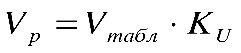 V_р = V_табл · K_U